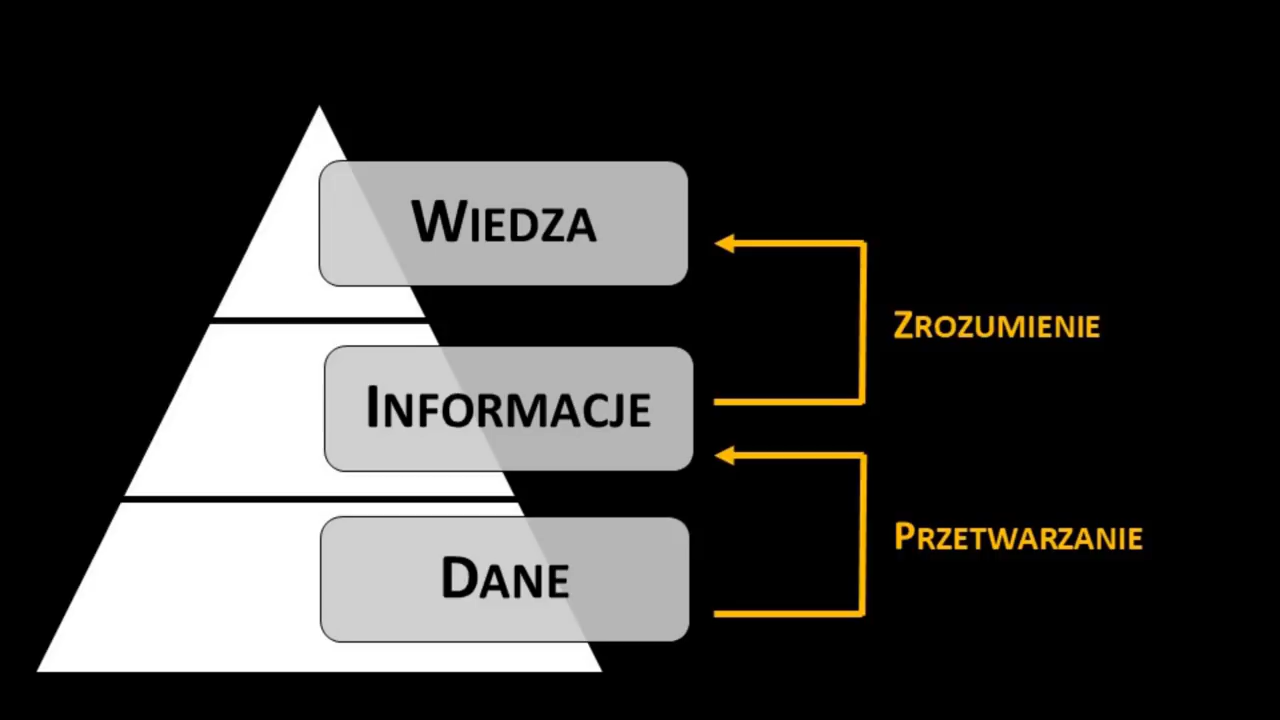 WIEDZA
ZROZUMIENIE
INFORMACJE
PRZETWARZANIE
DANE